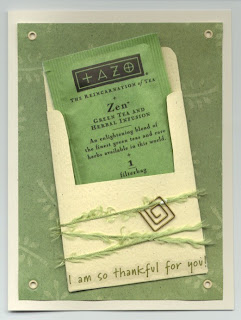 TAZO
THE REINCARNATION OF TEA
Zen
GREEN TEA AND
HERBAL INFUSION
An enlightening blend of
the finest green teas and rare
herbs available in this world.
1
filterbag
I am so thankful for you!